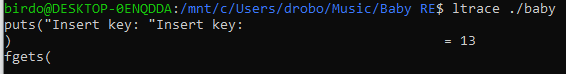 birdo@DESKTOP-0ENQDDA:/mnt/c/Users/drobo/Music/Baby RE$ ltrace ./baby
puts("Insert key: "Insert key:
) = 13
fgets(